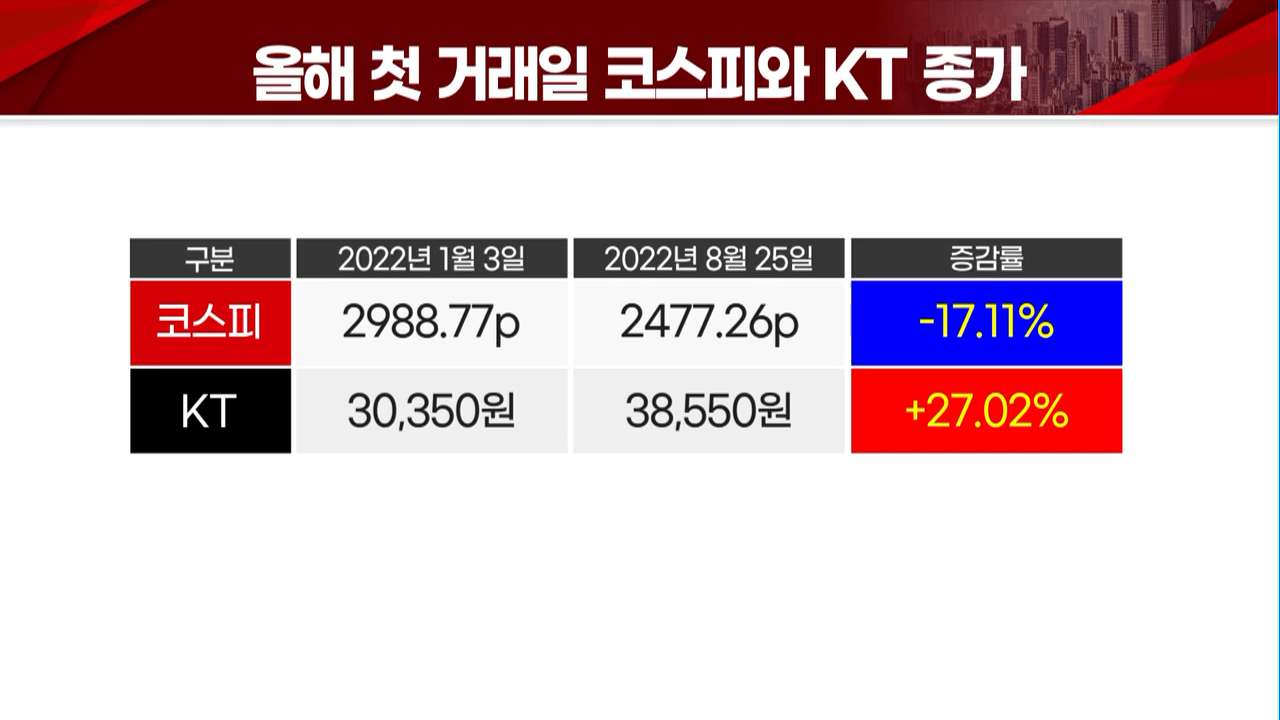 올해 첫 거래일 코스피와 KT 종가
구분 2022년 1월 3일 2022년 8월 25일 증감률
코스피 2988.77p 2477.26p -17.11%
KT 30,350원 38,550원 +27.02%